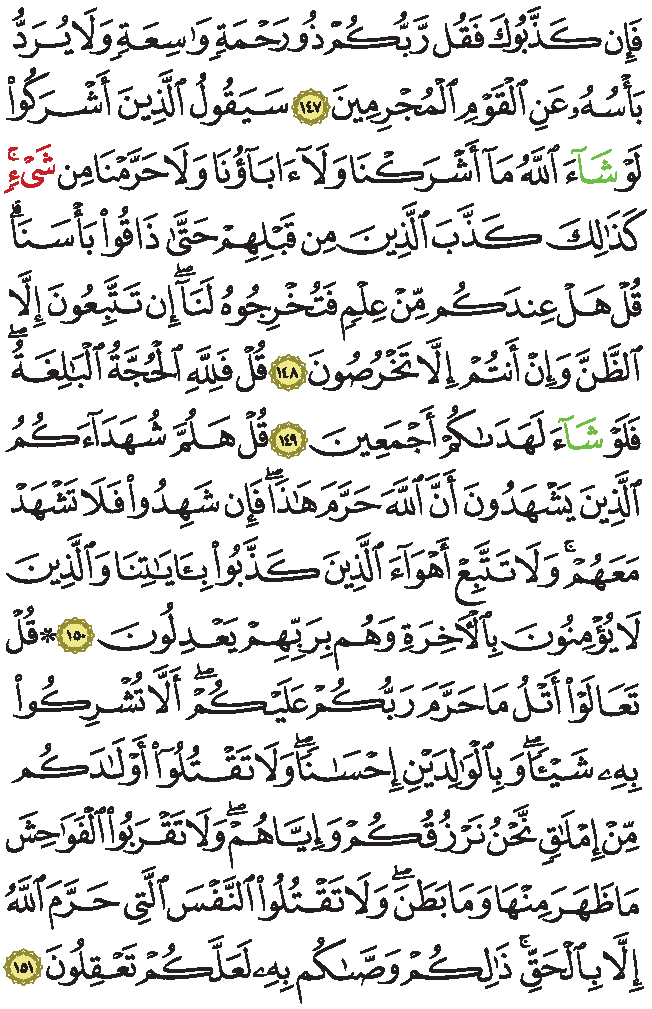 فَإِن كَذَّبُوكَ فَقُل رَّبُّكُمْ ذُو رَحْمَةٍ وَٰسِعَةٍ وَلَا يُرَدُّ
بَأْسُهُۥ عَنِ ٱلْقَوْمِ ٱلْمُجْرِمِينَ ١٤٧ سَيَقُولُ ٱلَّذِينَ أَشْرَكُوا۟
لَوْ شَآءَ ٱللَّهُ مَآ أَشْرَكْنَا وَلَآ ءَابَآؤُنَا وَلَا حَرَّمْنَا مِن شَىْءٍ ۚ
كَذَٰلِكَ كَذَّبَ ٱلَّذِينَ مِن قَبْلِهِمْ حَتَّىٰ ذَاقُوا۟ بَأْسَنَا ۗ
قُلْ هَلْ عِندَكُم مِّنْ عِلْمٍ فَتُخْرِجُوهُ لَنَآ ۖ إِن تَتَّبِعُونَ إِلَّا
ٱلظَّنَّ وَإِنْ أَنتُمْ إِلَّا تَخْرُصُونَ ١٤٨ قُلْ فَلِلَّهِ ٱلْحُجَّةُ ٱلْبَٰلِغَةُ ۖ
فَلَوْ شَآءَ لَهَدَىٰكُمْ أَجْمَعِينَ ١٤٩ قُلْ هَلُمَّ شُهَدَآءَكُمُ
ٱلَّذِينَ يَشْهَدُونَ أَنَّ ٱللَّهَ حَرَّمَ هَٰذَا ۖ فَإِن شَهِدُوا۟ فَلَا تَشْهَدْ
مَعَهُمْ ۚ وَلَا تَتَّبِعْ أَهْوَآءَ ٱلَّذِينَ كَذَّبُوا۟ بِـَٔايَٰتِنَا وَٱلَّذِينَ
لَا يُؤْمِنُونَ بِٱلْـَٔاخِرَةِ وَهُم بِرَبِّهِمْ يَعْدِلُونَ ١٥٠ * قُلْ
تَعَالَوْا۟ أَتْلُ مَا حَرَّمَ رَبُّكُمْ عَلَيْكُمْ ۖ أَلَّا تُشْرِكُوا۟
بِهِۦ شَيْـًٔا ۖ وَبِٱلْوَٰلِدَيْنِ إِحْسَٰنًا ۖ وَلَا تَقْتُلُوٓا۟ أَوْلَٰدَكُم
مِّنْ إِمْلَٰقٍ ۖ نَّحْنُ نَرْزُقُكُمْ وَإِيَّاهُمْ ۖ وَلَا تَقْرَبُوا۟ ٱلْفَوَٰحِشَ
مَا ظَهَرَ مِنْهَا وَمَا بَطَنَ ۖ وَلَا تَقْتُلُوا۟ ٱلنَّفْسَ ٱلَّتِى حَرَّمَ ٱللَّهُ
إِلَّا بِٱلْحَقِّ ۚ ذَٰلِكُمْ وَصَّىٰكُم بِهِۦ لَعَلَّكُمْ تَعْقِلُونَ ١٥١